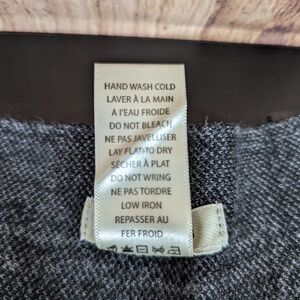 HAND WASH COLD
LAVER À LA MAIN
A l'EAU FROIDE
DO NOT BLEACH
NE PAS JAVELLISER
LAY FLAT TO DRY
SÉCHER À PLAT
DO NOT WRING
NE PAS TORDRE
LOW IRON
REPASSER AU
FER FROID